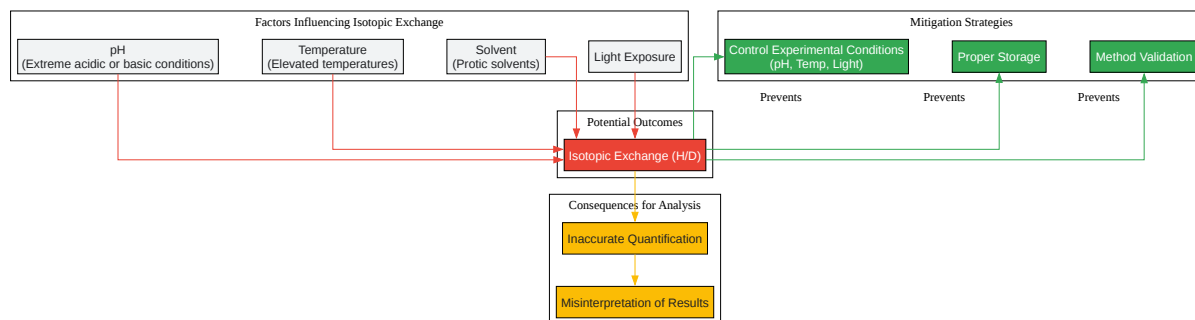 Factors Influencing Isotopic Exchange
pH
(Extreme acidic or basic conditions)
Temperature
(Elevated temperatures)
Solvent
(Protic solvents)
Light Exposure
Mitigation Strategies
Control Experimental Conditions
(pH, Temp, Light)
Proper Storage
Method Validation
Prevents
Prevents
Prevents
Potential Outcomes
Isotopic Exchange (H/D)
Consequences for Analysis
Inaccurate Quantification
Misinterpretation of Results